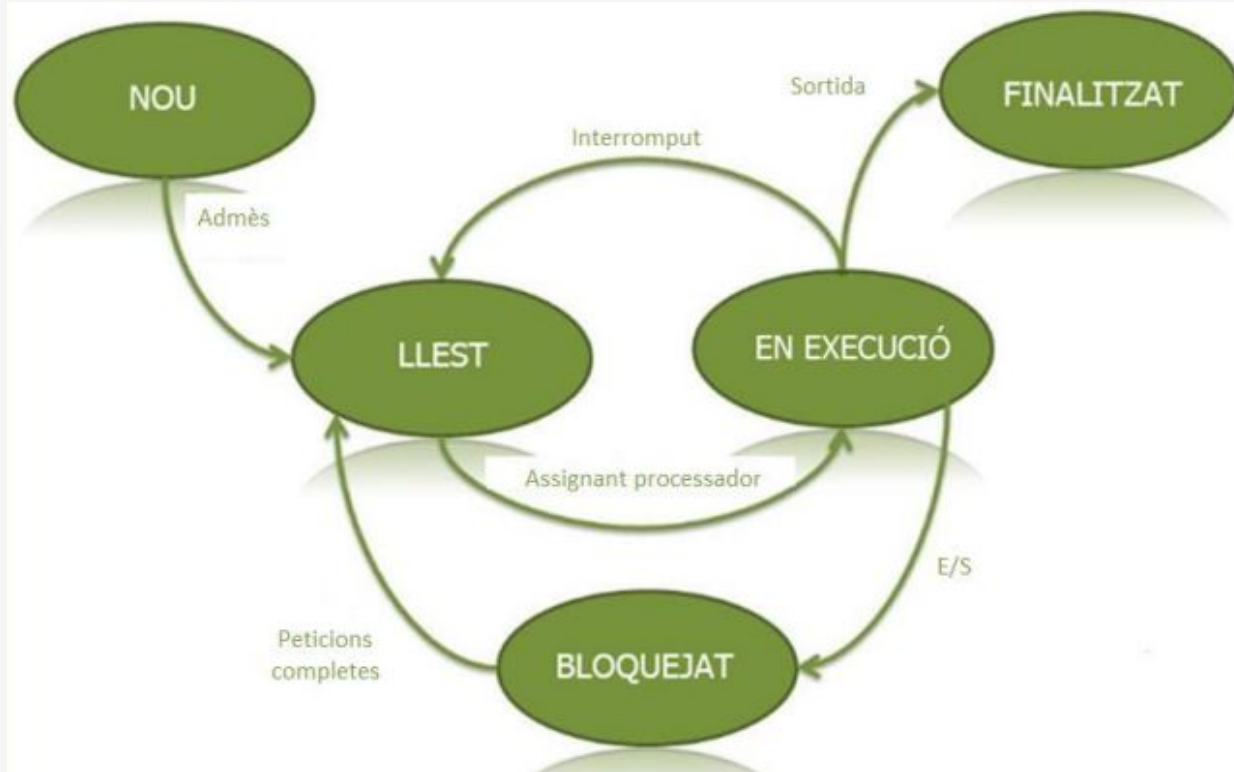 NOU
Sortida
FINALITZAT
Interromput
Admès
LLEST
EN EXECUCIÓ
Assignant processador
E/S
Peticions
completes
BLOQUEJAT